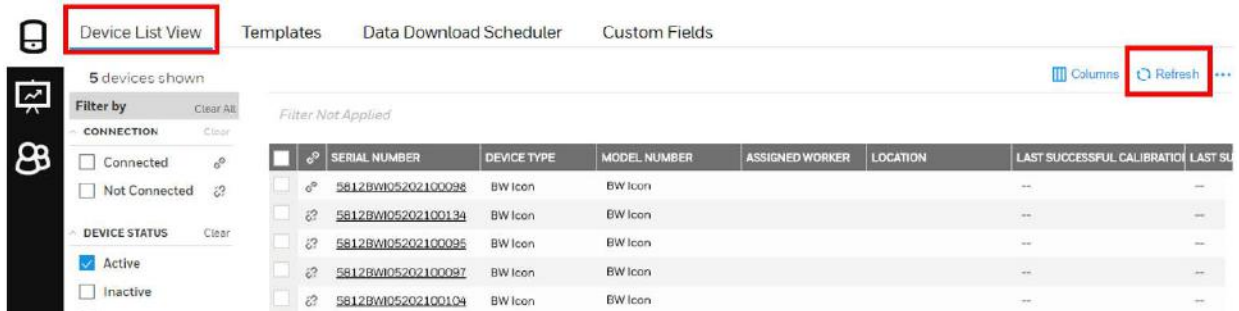 Device List View Templates Data Download Scheduler Custom Fields
5 devices shown
Columns Refresh ...
Filter by Clear All
Filter Not Applied
CONNECTION Clear
Connected
Not Connected
DEVICE STATUS Clear
Active
Inactive
SERIAL NUMBER DEVICE TYPE MODEL NUMBER ASSIGNED WORKER LOCATION LAST SUCCESSFUL CALIBRATIO LAST SU
5812BWI05202100098 BW Icon BW Icon -- --
5812BWI05202100134 BW Icon BW Icon -- --
5812BWI05202100095 BW Icon BW Icon -- --
5812BWI05202100097 BW Icon BW Icon -- --
5812BWI05202100104 BW Icon BW Icon -- --